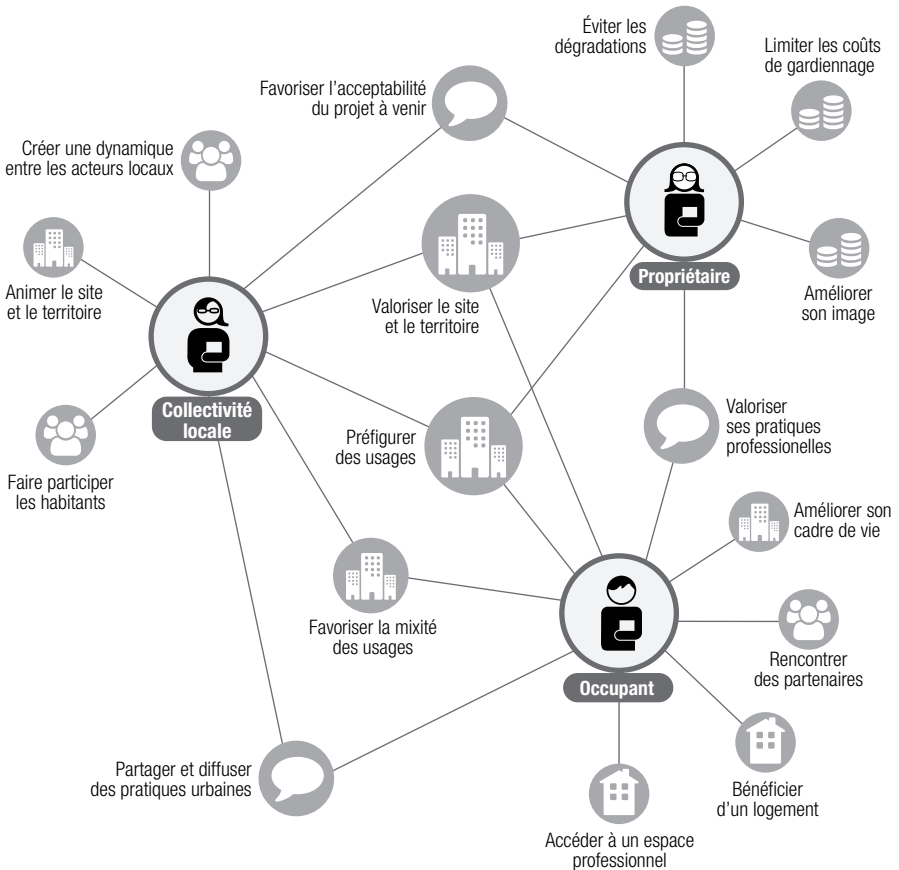 Éviter les
dégradations
Limiter les coûts
de gardiennage
Favoriser l'acceptabilité
du projet à venir
Créer une dynamique
entre les acteurs locaux
Propriétaire
Animer le site
et le territoire
Valoriser le site
et le territoire
Améliorer
son image
Collectivité
locale
Préfigurer
des usages
Valoriser
ses pratiques
professionelles
Faire participer
les habitants
Améliorer son
cadre de vie
Favoriser la mixité
des usages
Rencontrer
des partenaires
Occupant
Partager et diffuser
des pratiques urbaines
Bénéficier
d'un logement
Accéder à un espace
professionnel